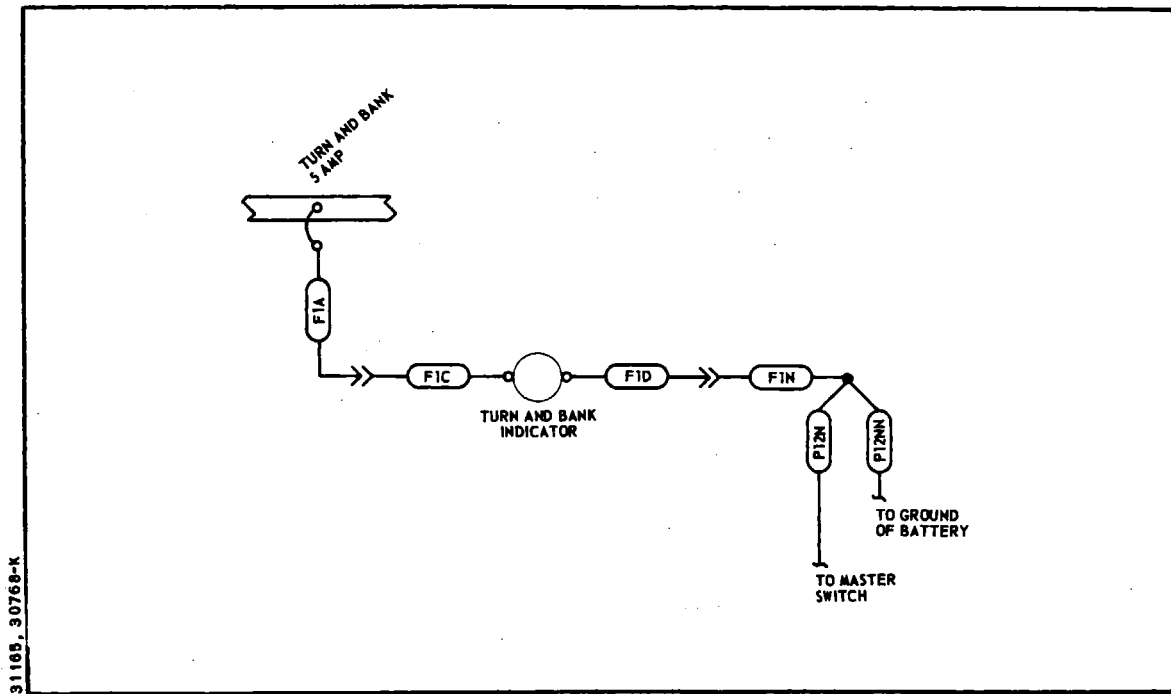 TURN AND BANK
5 AMP
F1A
F1C
F1D
F1N
TURN AND BANK
INDICATOR
P12N
P12NN
TO GROUND
OF BATTERY
TO MASTER
SWITCH
31165, 30768-K